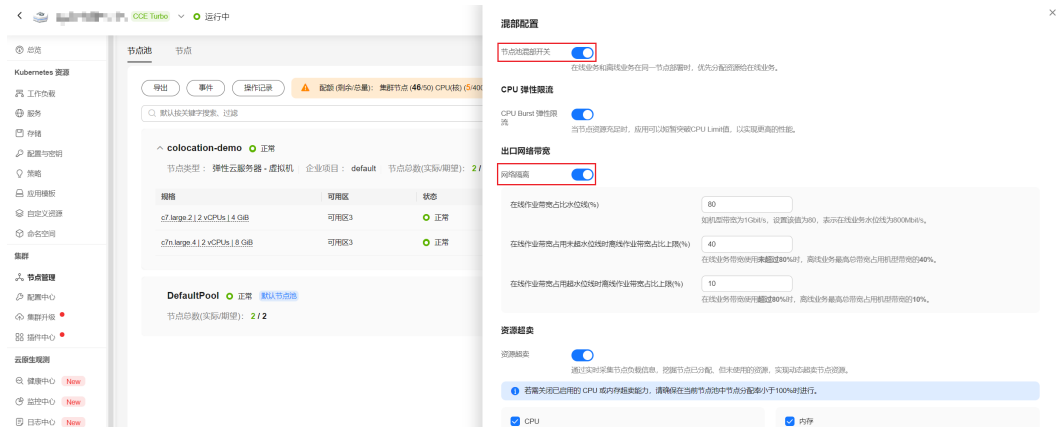 CCE Turbo
运行中
总览
Kubernetes 资源
工作负载
服务
存储
配置与密钥
策略
应用模板
自定义资源
命名空间
集群
节点管理
配置中心
集群升级
插件中心
云原生观测
健康中心 New
监控中心 New
日志中心 New
节点池 节点
导出 事件 操作记录 配额 (剩余/总量): 集群节点 (46/50) CPU(核) (5/400
默认按关键字搜索、过滤
colocation-demo 正常
节点类型： 弹性云服务器 - 虚拟机 企业项目： default 节点总数(实际/期望): 2 /
规格 可用区 状态
c7.large.2 | 2 vCPUs | 4 GiB 可用区3 正常
c7n.large.4 | 2 vCPUs | 8 GiB 可用区3 正常
DefaultPool 正常 默认节点池
节点总数(实际/期望): 2 / 2
混部配置
节点池混部开关
在线业务和离线业务在同一节点部署时，优先分配资源给在线业务。
CPU 弹性限流
CPU Burst 弹性限流
当节点资源充足时，应用可以短暂突破CPU Limit值，以实现更高的性能。
出口网络带宽
网络隔离
在线作业带宽占比水位线(%) 80
如机型带宽为1Gbit/s，设置该值为80，表示在线业务水位线为800Mbit/s。
在线作业带宽占用未超水位线时离线作业带宽占比上限(%) 40
在线业务带宽使用未超过80%时，离线业务最高总带宽占用机型带宽的40%。
在线作业带宽占用超水位线时离线作业带宽占比上限(%) 10
在线业务带宽使用超过80%时，离线业务最高总带宽占用机型带宽的10%。
资源超卖
资源超卖
通过实时采集节点负载信息，挖掘节点已分配，但未使用的资源，实现动态超卖节点资源。
若需关闭已启用的 CPU 或内存超卖能力，请确保在当前节点池中节点分配率小于100%时进行。
CPU 内存